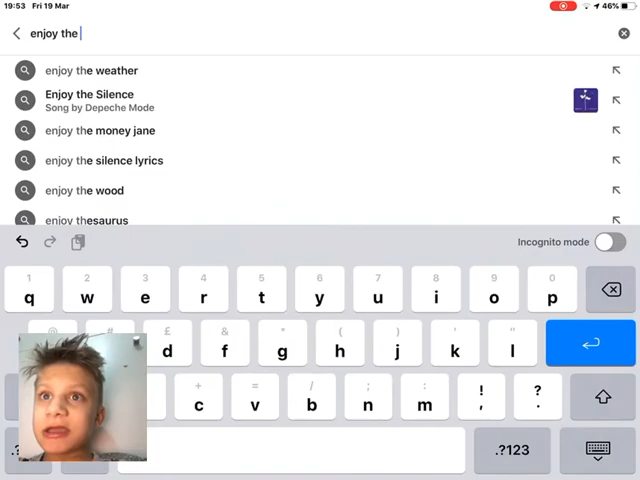 19:53 Fri 19 Mar 46%
enjoy the
enjoy the weather
Enjoy the Silence
Song by Depeche Mode
enjoy the money jane
enjoy the silence lyrics
enjoy the wood
enjoy thesaurus
Incognito mode
1 2 3 4 5 6 7 8 9 0
q w e r t y u i o p
@ # £ & * ( ) ' "
d f g h j k l
+ = / ; : ! ?
c v b n m , .
.? .?123